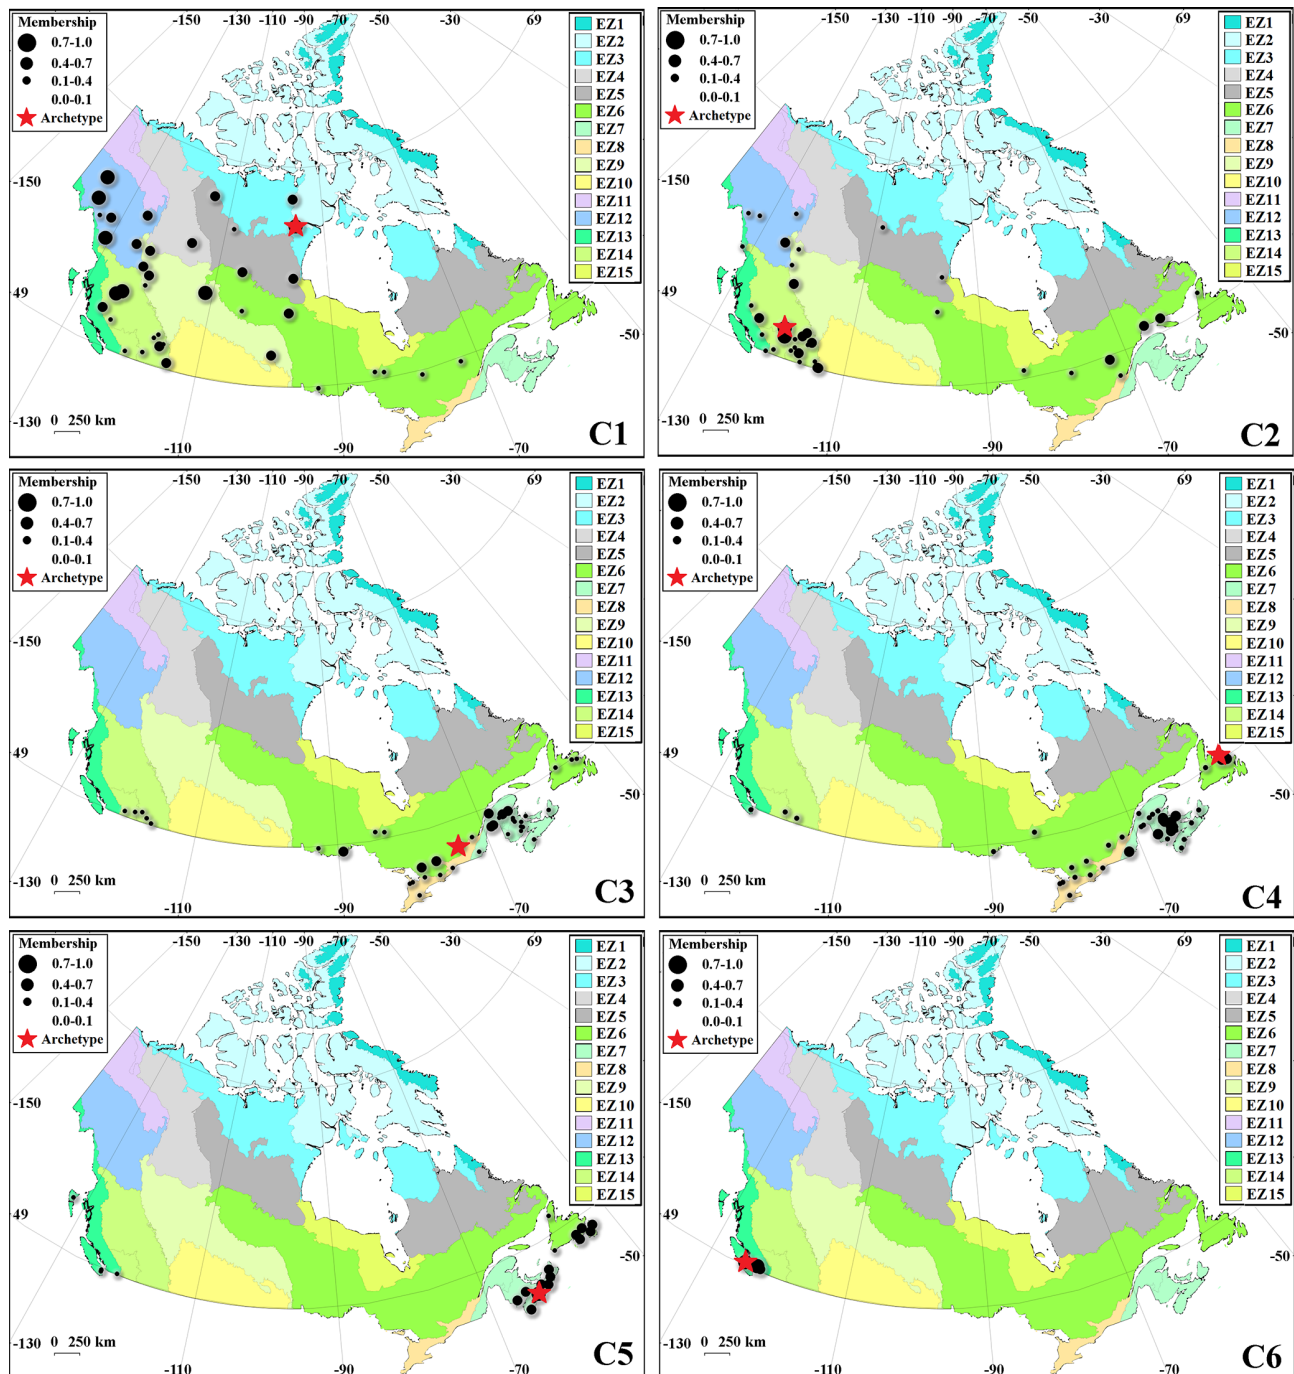 Membership
0.7-1.0
0.4-0.7
0.1-0.4
0.0-0.1
Archetype
-150 -130 -110 -90 -70 -50 -30 69
EZ1
EZ2
EZ3
EZ4
EZ5
EZ6
EZ7
EZ8
EZ9
EZ10
EZ11
EZ12
EZ13
EZ14
EZ15
-150
49
-50
-130
0 250 km
-110
-90
-70
C1
Membership
0.7-1.0
0.4-0.7
0.1-0.4
0.0-0.1
Archetype
-150 -130 -110 -90 -70 -50 -30 69
EZ1
EZ2
EZ3
EZ4
EZ5
EZ6
EZ7
EZ8
EZ9
EZ10
EZ11
EZ12
EZ13
EZ14
EZ15
-150
49
-50
-130
0 250 km
-110
-90
-70
C2
Membership
0.7-1.0
0.4-0.7
0.1-0.4
0.0-0.1
Archetype
-150 -130 -110 -90 -70 -50 -30 69
EZ1
EZ2
EZ3
EZ4
EZ5
EZ6
EZ7
EZ8
EZ9
EZ10
EZ11
EZ12
EZ13
EZ14
EZ15
-150
49
-50
-130
0 250 km
-110
-90
-70
C3
Membership
0.7-1.0
0.4-0.7
0.1-0.4
0.0-0.1
Archetype
-150 -130 -110 -90 -70 -50 -30 69
EZ1
EZ2
EZ3
EZ4
EZ5
EZ6
EZ7
EZ8
EZ9
EZ10
EZ11
EZ12
EZ13
EZ14
EZ15
-150
49
-50
-130
0 250 km
-110
-90
-70
C4
Membership
0.7-1.0
0.4-0.7
0.1-0.4
0.0-0.1
Archetype
-150 -130 -110 -90 -70 -50 -30 69
EZ1
EZ2
EZ3
EZ4
EZ5
EZ6
EZ7
EZ8
EZ9
EZ10
EZ11
EZ12
EZ13
EZ14
EZ15
-150
49
-50
-130
0 250 km
-110
-90
-70
C5
Membership
0.7-1.0
0.4-0.7
0.1-0.4
0.0-0.1
Archetype
-150 -130 -110 -90 -70 -50 -30 69
EZ1
EZ2
EZ3
EZ4
EZ5
EZ6
EZ7
EZ8
EZ9
EZ10
EZ11
EZ12
EZ13
EZ14
EZ15
-150
49
-50
-130
0 250 km
-110
-90
-70
C6